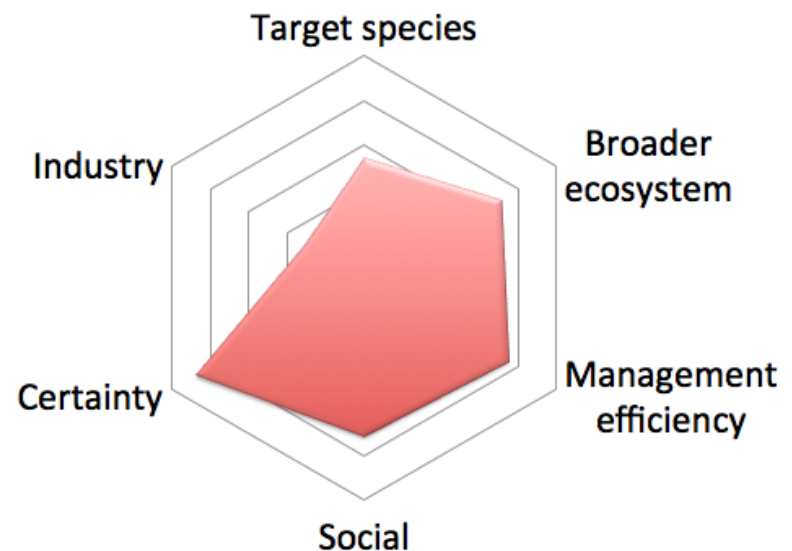 Target species
Broader
ecosystem
Industry
Management
efficiency
Certainty
Social